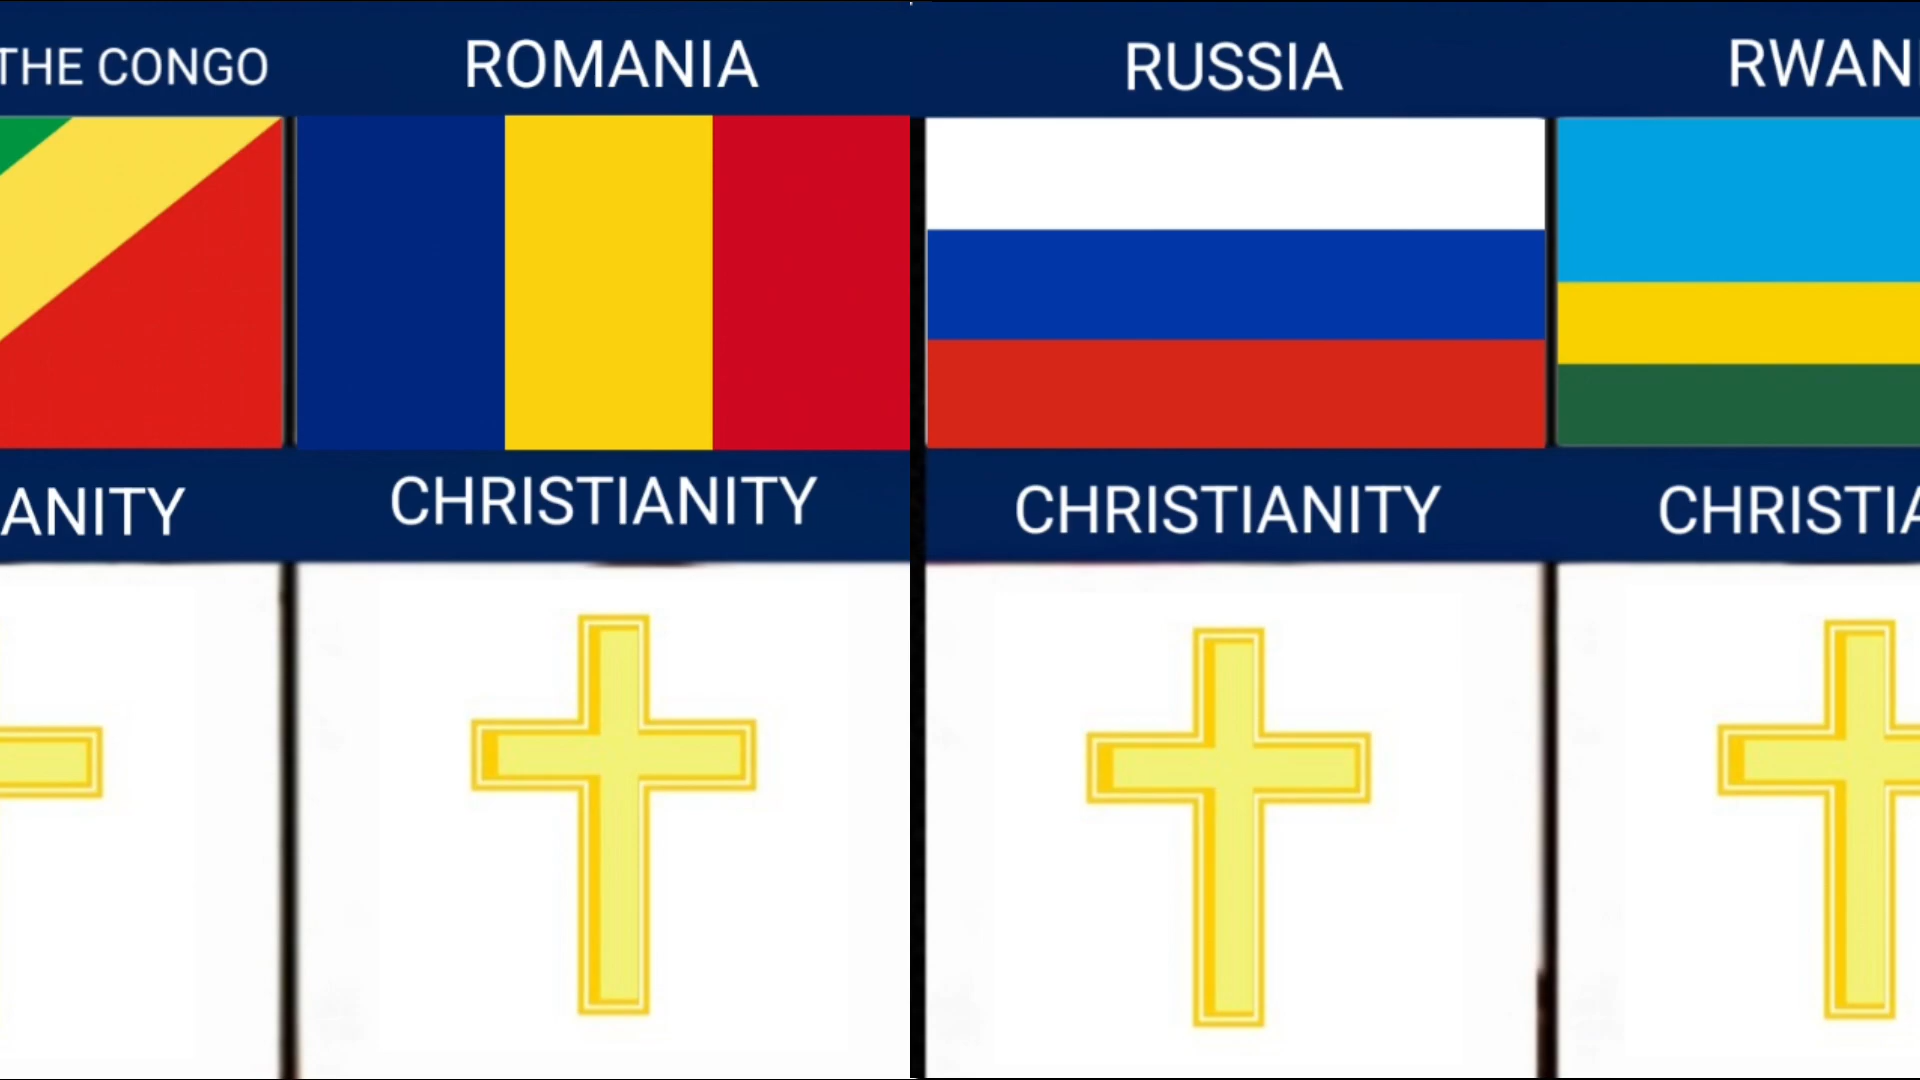 THE CONGO
ROMANIA
RUSSIA
RWAN
ANITY
CHRISTIANITY
CHRISTIANITY
CHRISTIA